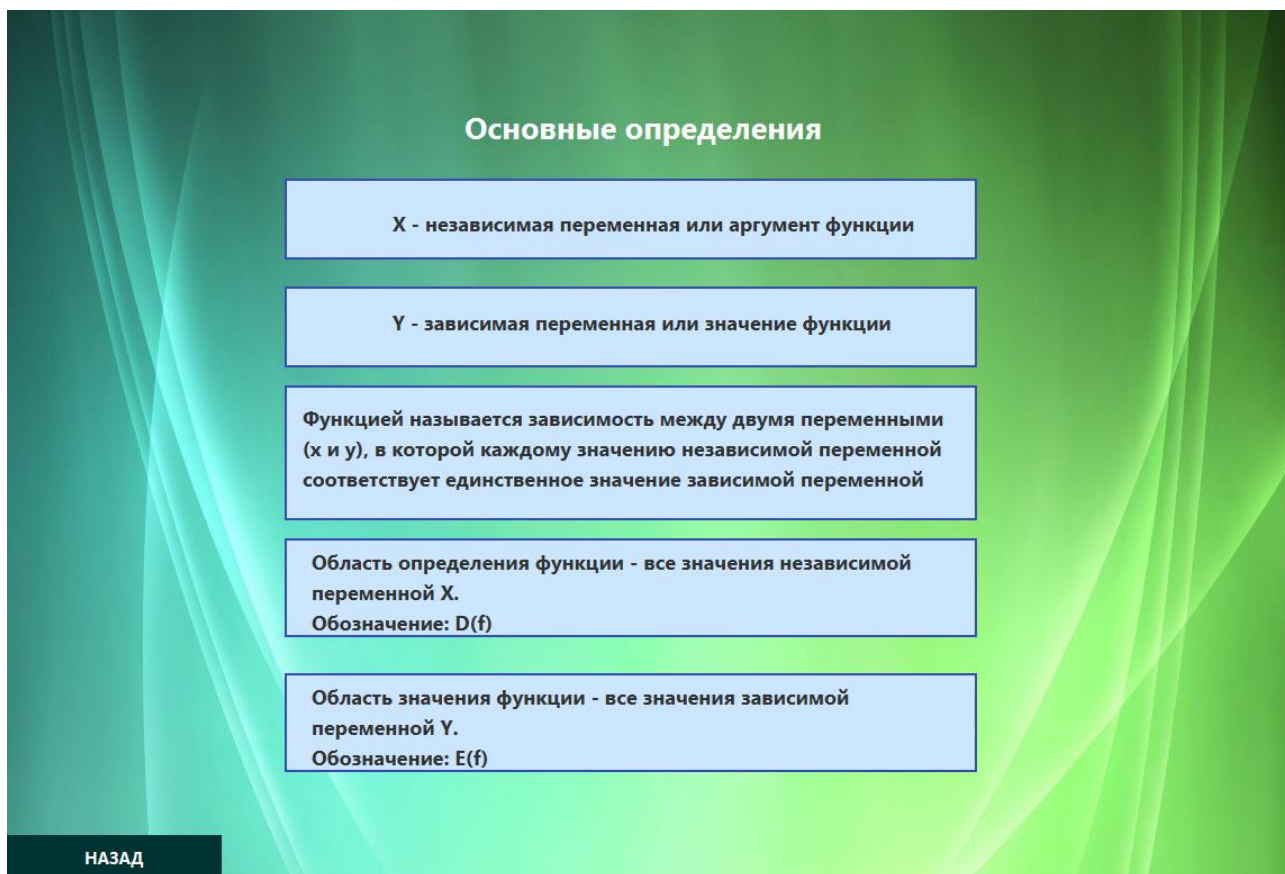 Основные определения
X - независимая переменная или аргумент функции
Y - зависимая переменная или значение функции
Функцией называется зависимость между двумя переменными
(x и y), в которой каждому значению независимой переменной
соответствует единственное значение зависимой переменной
Область определения функции - все значения независимой
переменной X.
Обозначение: D(f)
Область значения функции - все значения зависимой
переменной Y.
Обозначение: E(f)
НАЗАД